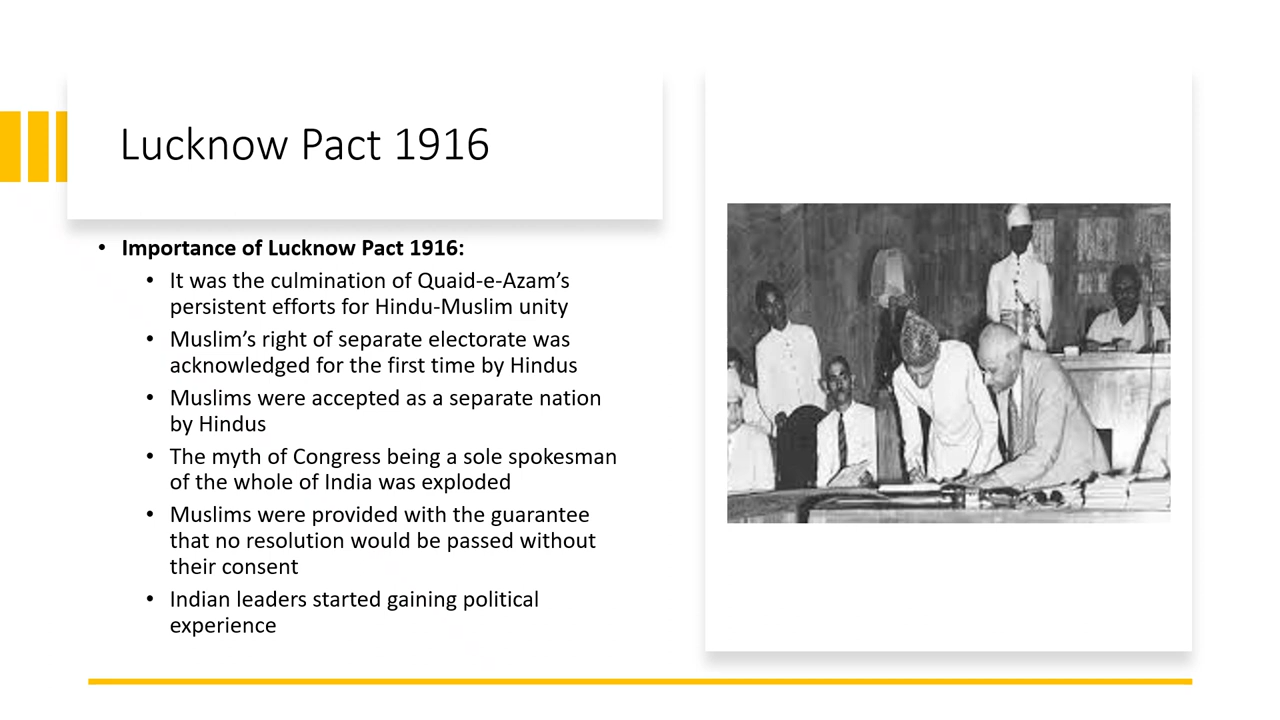 Lucknow Pact 1916
• Importance of Lucknow Pact 1916:
• It was the culmination of Quaid-e-Azam’s
persistent efforts for Hindu-Muslim unity
• Muslim’s right of separate electorate was
acknowledged for the first time by Hindus
• Muslims were accepted as a separate nation
by Hindus
• The myth of Congress being a sole spokesman
of the whole of India was exploded
• Muslims were provided with the guarantee
that no resolution would be passed without
their consent
• Indian leaders started gaining political
experience